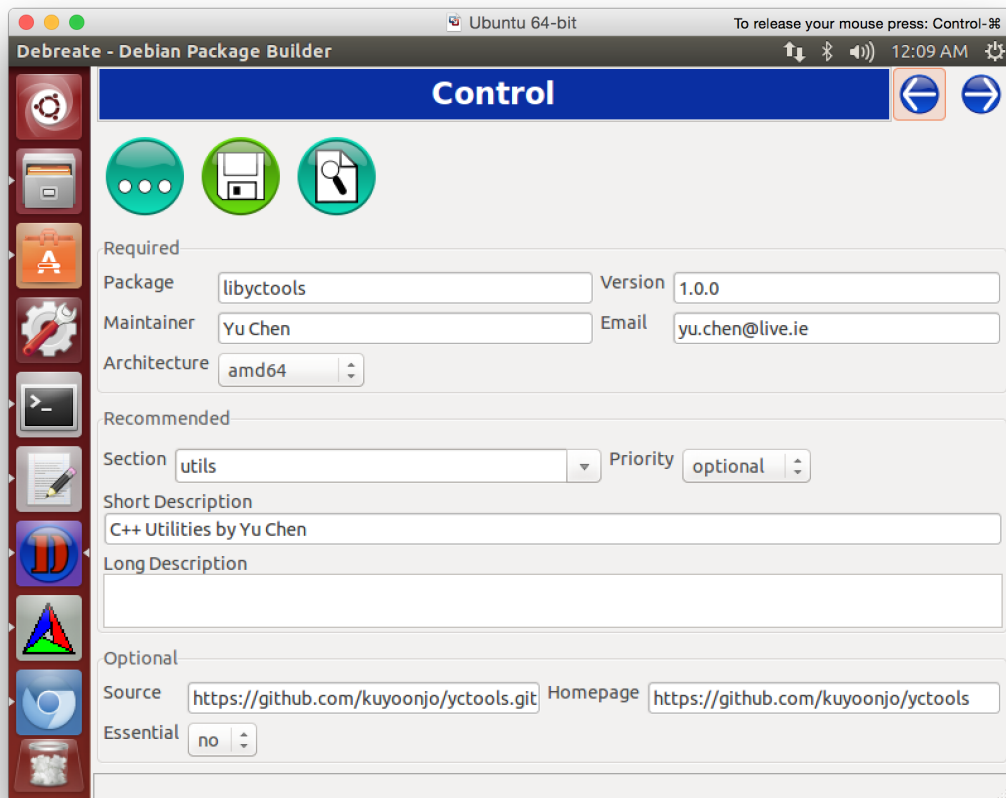 Ubuntu 64-bit
To release your mouse press: Control-⌘
Debreate - Debian Package Builder
12:09 AM
Control
Required
Package libyctools Version 1.0.0
Maintainer Yu Chen Email yu.chen@live.ie
Architecture amd64
Recommended
Section utils Priority optional
Short Description
C++ Utilities by Yu Chen
Long Description
Optional
Source https://github.com/kuyoonjo/yctools.git Homepage https://github.com/kuyoonjo/yctools
Essential no